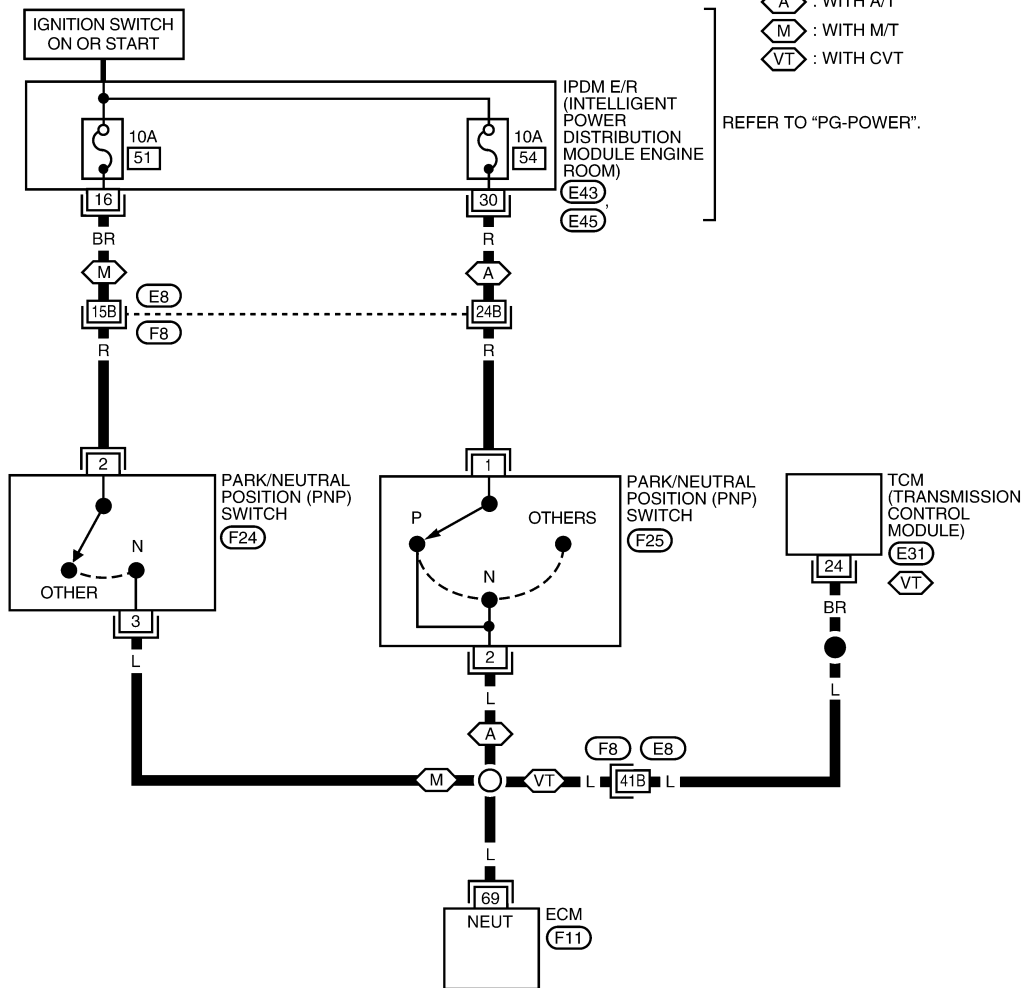 IGNITION SWITCH
ON OR START
A : WITH A/T
M : WITH M/T
VT : WITH CVT
IPDM E/R
(INTELLIGENT
POWER
DISTRIBUTION
MODULE ENGINE
ROOM)
E43 ,
E45
REFER TO “PG-POWER”.
10A
51
10A
54
16
30
BR
R
M
A
15B
E8
F8
24B
R
R
2
1
PARK/NEUTRAL
POSITION (PNP)
SWITCH
F24
N
OTHER
3
P
OTHERS
N
2
PARK/NEUTRAL
POSITION (PNP)
SWITCH
F25
TCM
(TRANSMISSION
CONTROL
MODULE)
E31
VT
24
BR
L
L
L
A
M
VT
L
F8
E8
41B
L
L
69
NEUT
ECM
F11